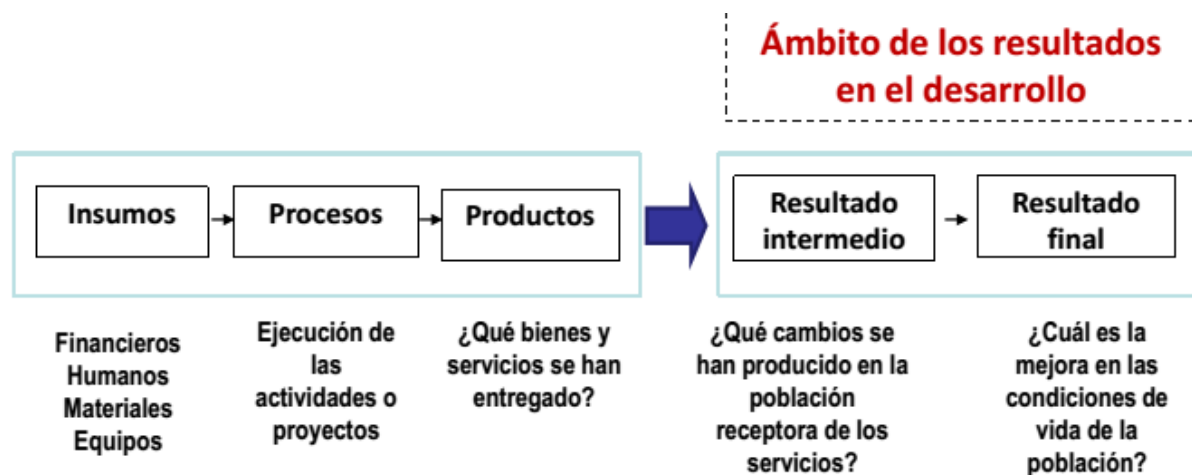 Ámbito de los resultados
en el desarrollo
Insumos
Procesos
Productos
Resultado
intermedio
Resultado
final
Financieros
Humanos
Materiales
Equipos
Ejecución de
las
actividades o
proyectos
¿Qué bienes y
servicios se han
entregado?
¿Qué cambios se
han producido en la
población
receptora de los
servicios?
¿Cuál es la
mejora en las
condiciones de
vida de la
población?